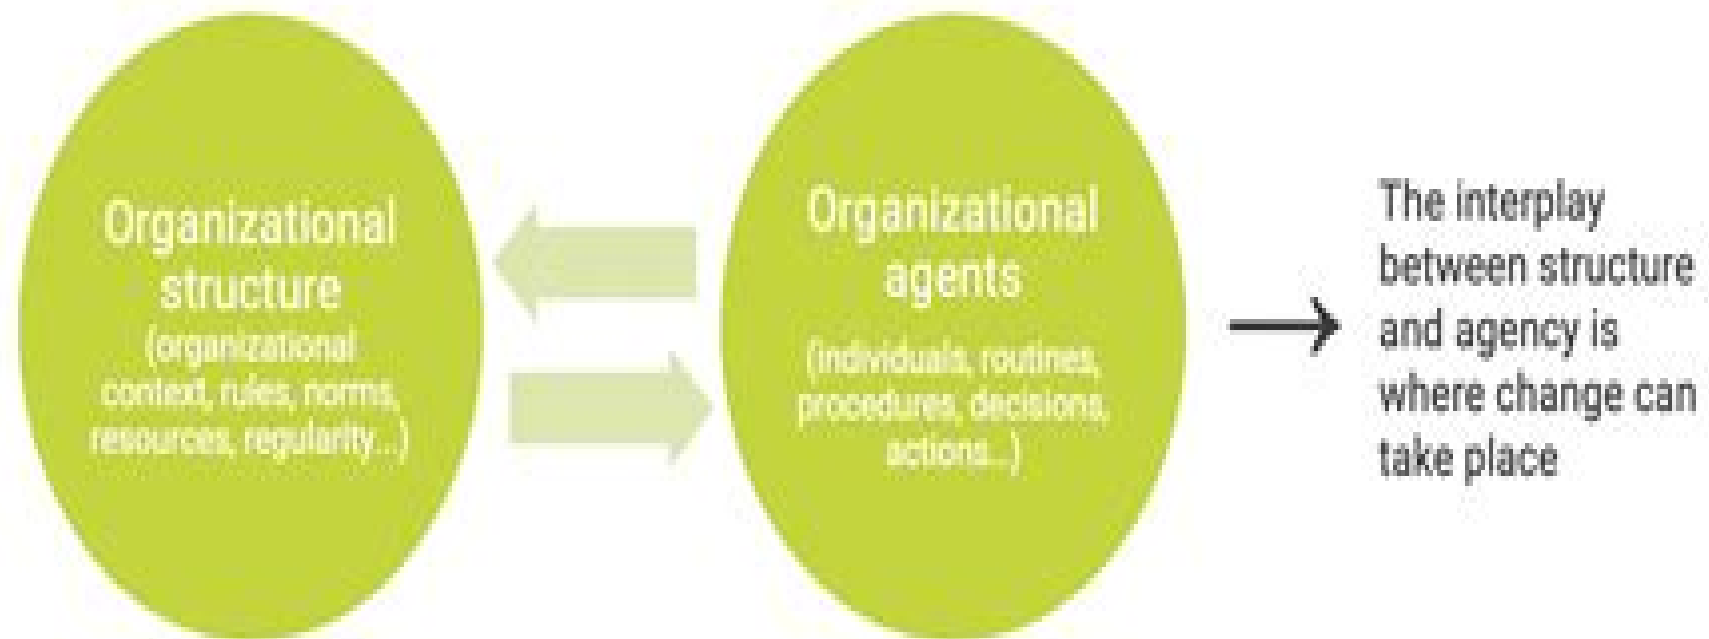 Organizational
structure
(organizational
context, rules, norms,
resources, regularity...)
Organizational
agents
(individuals, routines,
procedures, decisions,
actions...)
The interplay
between structure
and agency is
where change can
take place